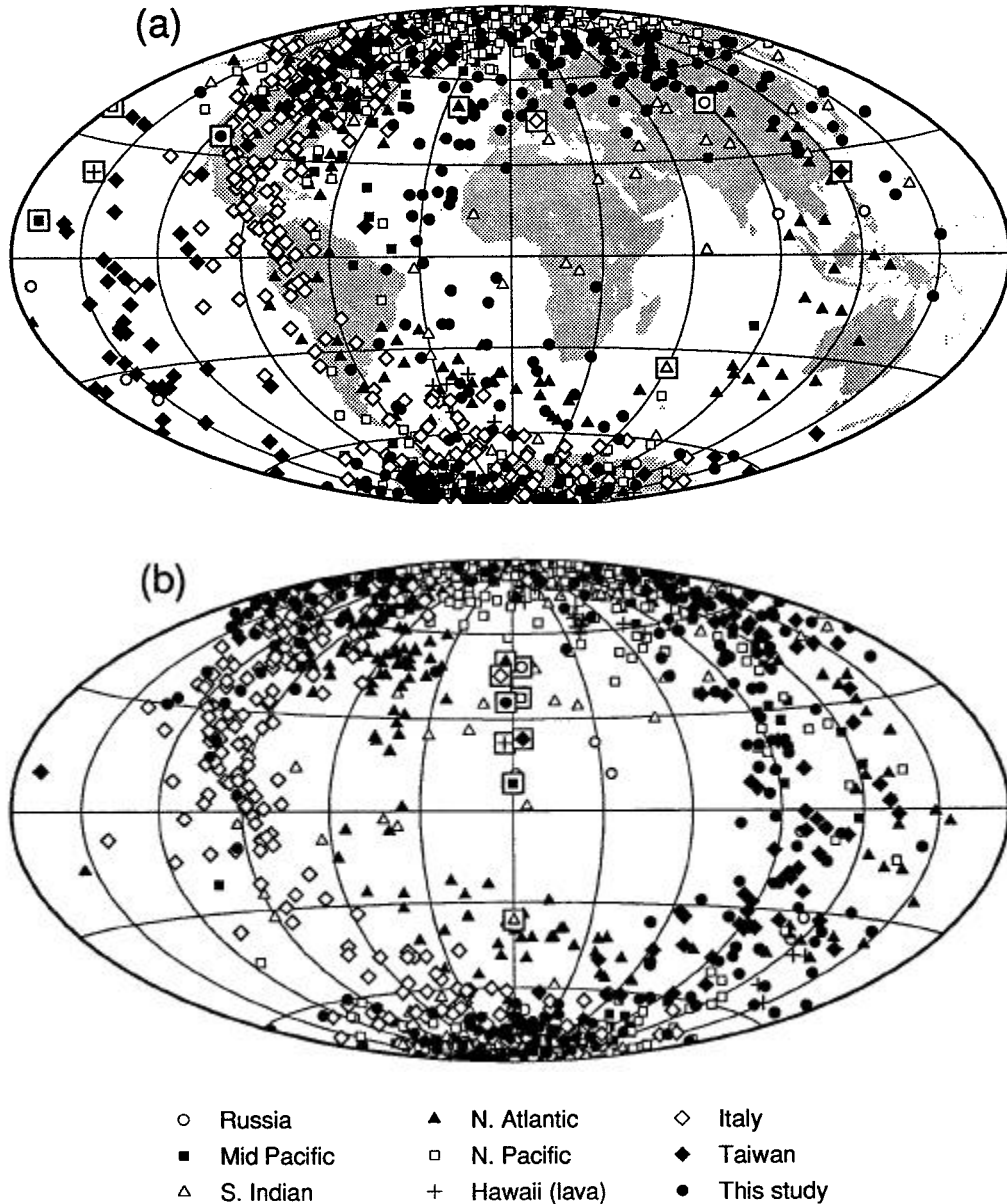 (a)
(b)
Russia
N. Atlantic
Italy
Mid Pacific
N. Pacific
Taiwan
S. Indian
Hawaii (lava)
This study